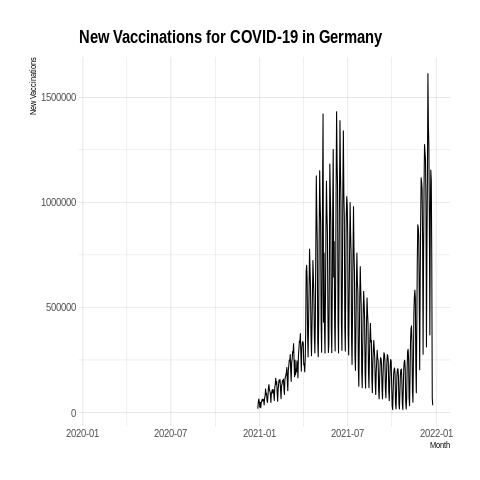 New Vaccinations for COVID-19 in Germany
New Vaccinations
1500000
1000000
500000
0
2020-01 2020-07 2021-01 2021-07 2022-01
Month